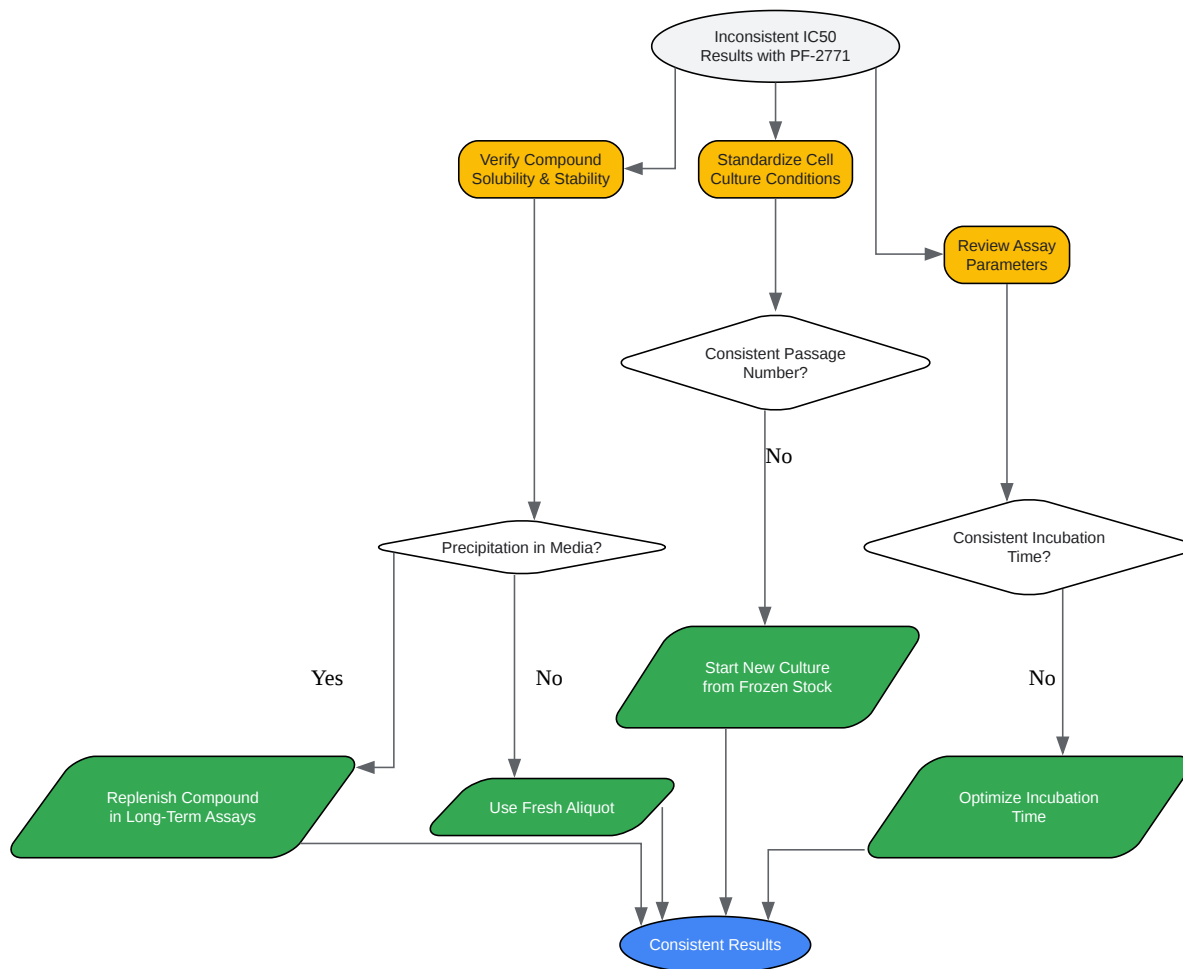 Inconsistent IC50
Results with PF-2771
Verify Compound
Solubility & Stability
Standardize Cell
Culture Conditions
Review Assay
Parameters
Consistent Passage
Number?
No
Precipitation in Media?
Consistent Incubation
Time?
Yes
No
Start New Culture
from Frozen Stock
No
Replenish Compound
in Long-Term Assays
Use Fresh Aliquot
Optimize Incubation
Time
Consistent Results